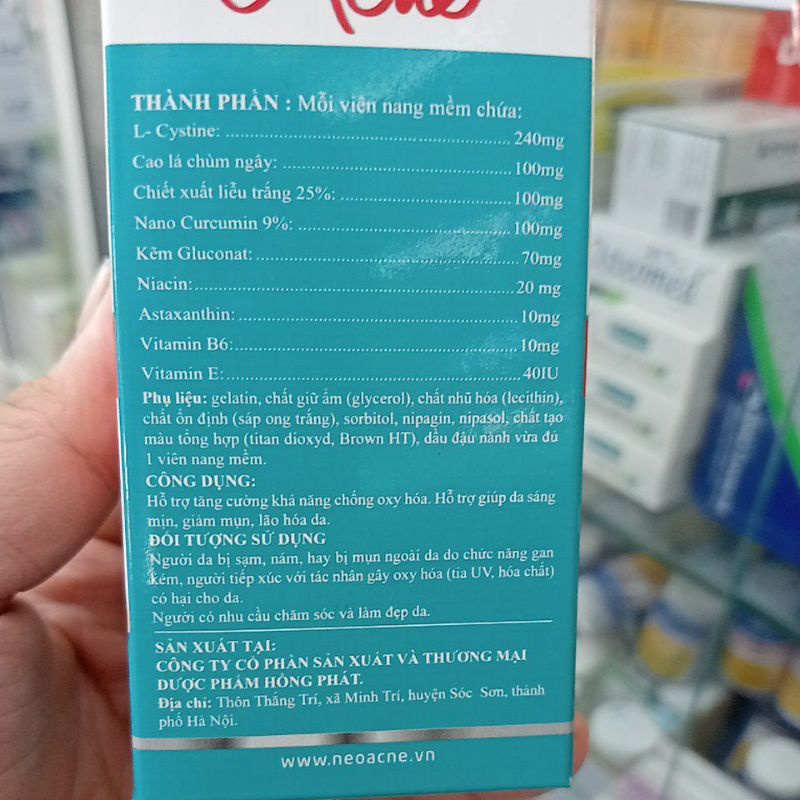 Acne
THÀNH PHẦN : Mỗi viên nang mềm chứa:
L- Cystine: 240mg
Cao lá chùm ngây: 100mg
Chiết xuất liễu trắng 25%: 100mg
Nano Curcumin 9%: 100mg
Kẽm Gluconat: 70mg
Niacin: 20 mg
Astaxanthin: 10mg
Vitamin B6: 10mg
Vitamin E: 40IU
Phụ liệu: gelatin, chất giữ ẩm (glycerol), chất nhũ hóa (lecithin),
chất ổn định (sáp ong trắng), sorbitol, nipagin, nipasol, chất tạo
màu tổng hợp (titan dioxyd, Brown HT), dầu đậu nành vừa đủ
1 viên nang mềm.
CÔNG DỤNG:
Hỗ trợ tăng cường khả năng chống oxy hóa. Hỗ trợ giúp da sáng
mịn, giảm mụn, lão hóa da.
ĐỐI TƯỢNG SỬ DỤNG
Người da bị sạm, nám, hay bị mụn ngoài da do chức năng gan
kém, người tiếp xúc với tác nhân gây oxy hóa (tia UV, hóa chất)
có hại cho da.
Người có nhu cầu chăm sóc và làm đẹp da.
SẢN XUẤT TẠI:
CÔNG TY CỔ PHẦN SẢN XUẤT VÀ THƯƠNG MẠI
DƯỢC PHẨM HỒNG PHÁT.
Địa chỉ: Thôn Thắng Trí, xã Minh Trí, huyện Sóc Sơn, thành
phố Hà Nội.
www.neoacne.vn